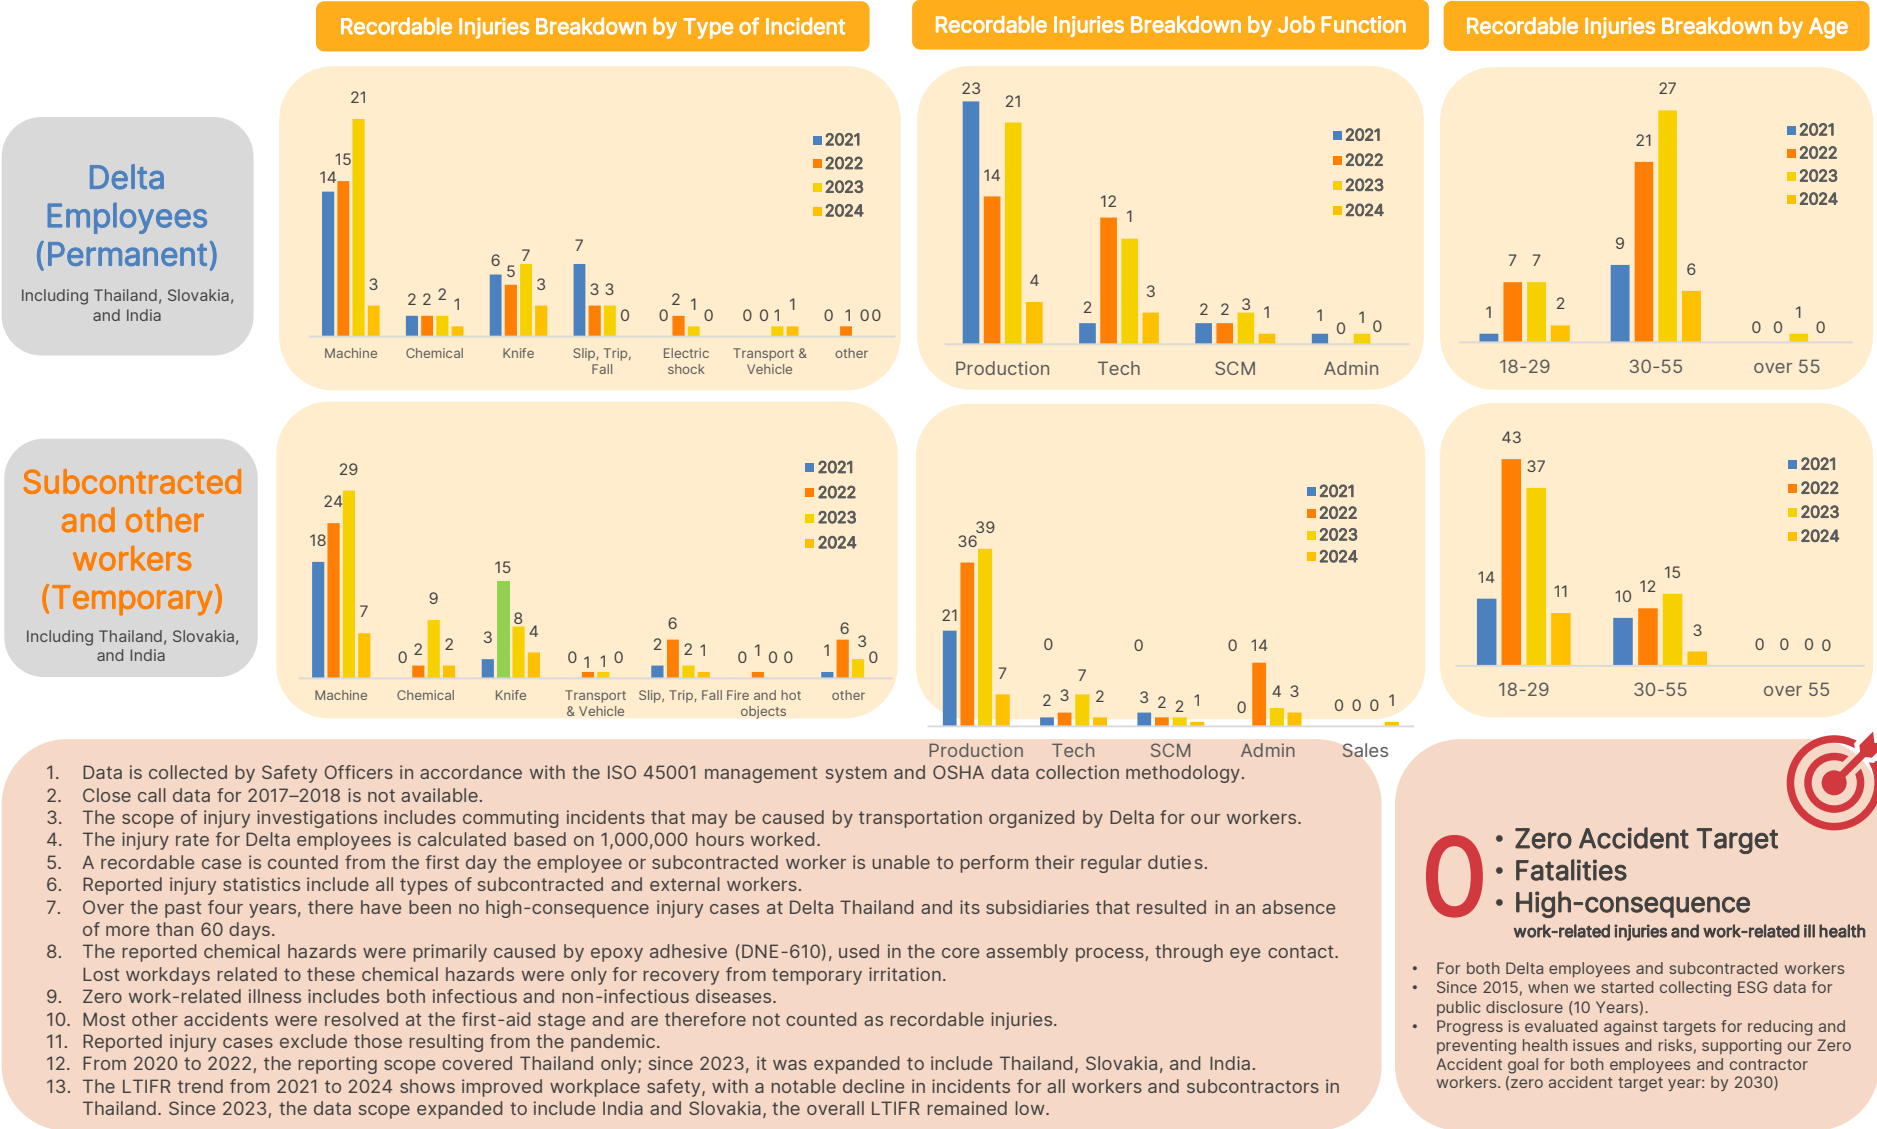 Recordable Injuries Breakdown by Type of Incident
Recordable Injuries Breakdown by Job Function
Recordable Injuries Breakdown by Age
Delta
Employees
(Permanent)
Including Thailand, Slovakia,
and India
21
14 15
3
2 2 2 1
6 5 7 3
7 3 3 0
0 2 1 0
0 0 1 1
0 1 0 0
2021
2022
2023
2024
Machine Chemical Knife Slip, Trip, Fall Electric shock Transport & Vehicle other
23 14 21 4
2 12 1 3
2 2 3 1
1 0 1 0
2021
2022
2023
2024
Production Tech SCM Admin
1 7 7 2
9 21 27 6
0 0 1 0
2021
2022
2023
2024
18-29 30-55 over 55
Subcontracted
and other
workers
(Temporary)
Including Thailand, Slovakia,
and India
18 24 29 7
0 2 9 2
3 15 8 4
0 1 1 0
2 6 2 1
0 1 0 0
1 6 3 0
2021
2022
2023
2024
Machine Chemical Knife Transport & Vehicle Slip, Trip, Fall Fire and hot objects other
21 36 39 7
0
2 3 7 2
0
3 2 2 1
0
0 14 4 3
0 0 0 1
2021
2022
2023
2024
Production Tech SCM Admin Sales
14 43 37 11
10 12 15 3
0 0 0 0
2021
2022
2023
2024
18-29 30-55 over 55
1. Data is collected by Safety Officers in accordance with the ISO 45001 management system and OSHA data collection methodology.
2. Close call data for 2017–2018 is not available.
3. The scope of injury investigations includes commuting incidents that may be caused by transportation organized by Delta for our workers.
4. The injury rate for Delta employees is calculated based on 1,000,000 hours worked.
5. A recordable case is counted from the first day the employee or subcontracted worker is unable to perform their regular duties.
6. Reported injury statistics include all types of subcontracted and external workers.
7. Over the past four years, there have been no high-consequence injury cases at Delta Thailand and its subsidiaries that resulted in an absence
of more than 60 days.
8. The reported chemical hazards were primarily caused by epoxy adhesive (DNE-610), used in the core assembly process, through eye contact.
Lost workdays related to these chemical hazards were only for recovery from temporary irritation.
9. Zero work-related illness includes both infectious and non-infectious diseases.
10. Most other accidents were resolved at the first-aid stage and are therefore not counted as recordable injuries.
11. Reported injury cases exclude those resulting from the pandemic.
12. From 2020 to 2022, the reporting scope covered Thailand only; since 2023, it was expanded to include Thailand, Slovakia, and India.
13. The LTIFR trend from 2021 to 2024 shows improved workplace safety, with a notable decline in incidents for all workers and subcontractors in
Thailand. Since 2023, the data scope expanded to include India and Slovakia, the overall LTIFR remained low.
0
• Zero Accident Target
• Fatalities
• High-consequence
work-related injuries and work-related ill health
• For both Delta employees and subcontracted workers
• Since 2015, when we started collecting ESG data for
public disclosure (10 Years).
• Progress is evaluated against targets for reducing and
preventing health issues and risks, supporting our Zero
Accident goal for both employees and contractor
workers. (zero accident target year: by 2030)